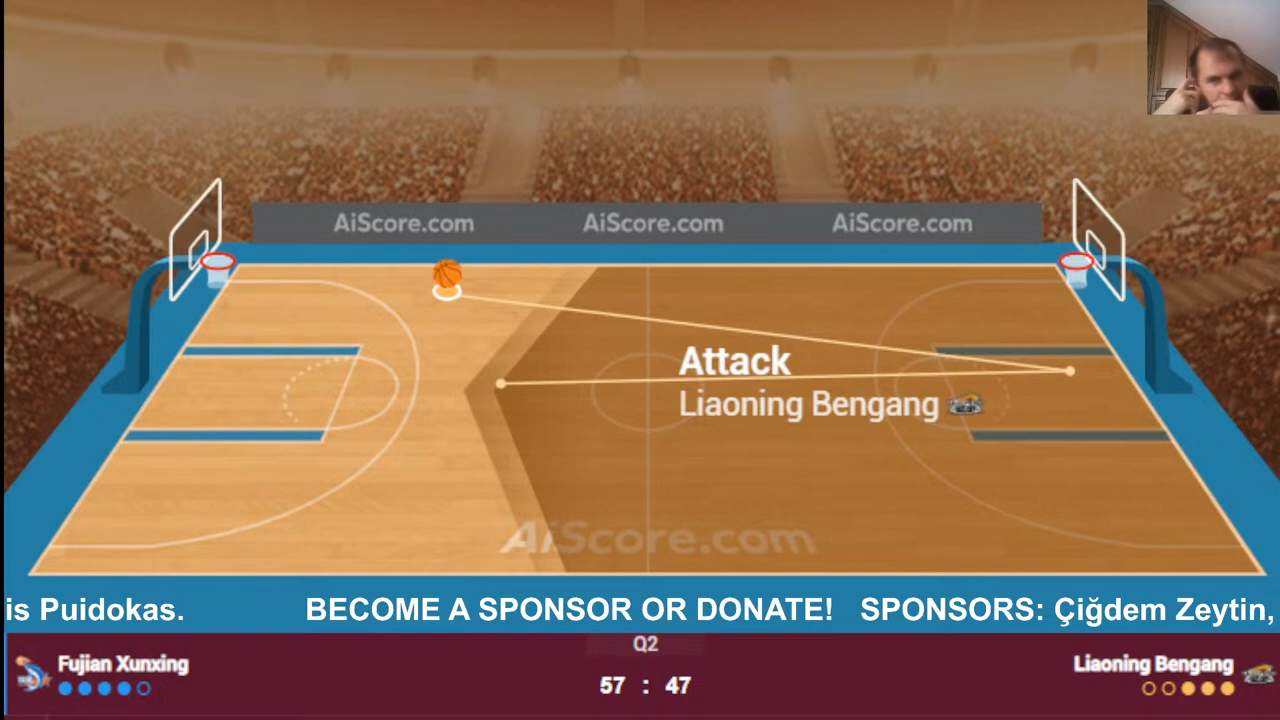 AiScore.com AiScore.com AiScore.com
Attack
Liaoning Bengang
AiScore.com
is Puidokas. BECOME A SPONSOR OR DONATE! SPONSORS: Çiğdem Zeytin,
Q2
Fujian Xunxing
57 : 47
Liaoning Bengang